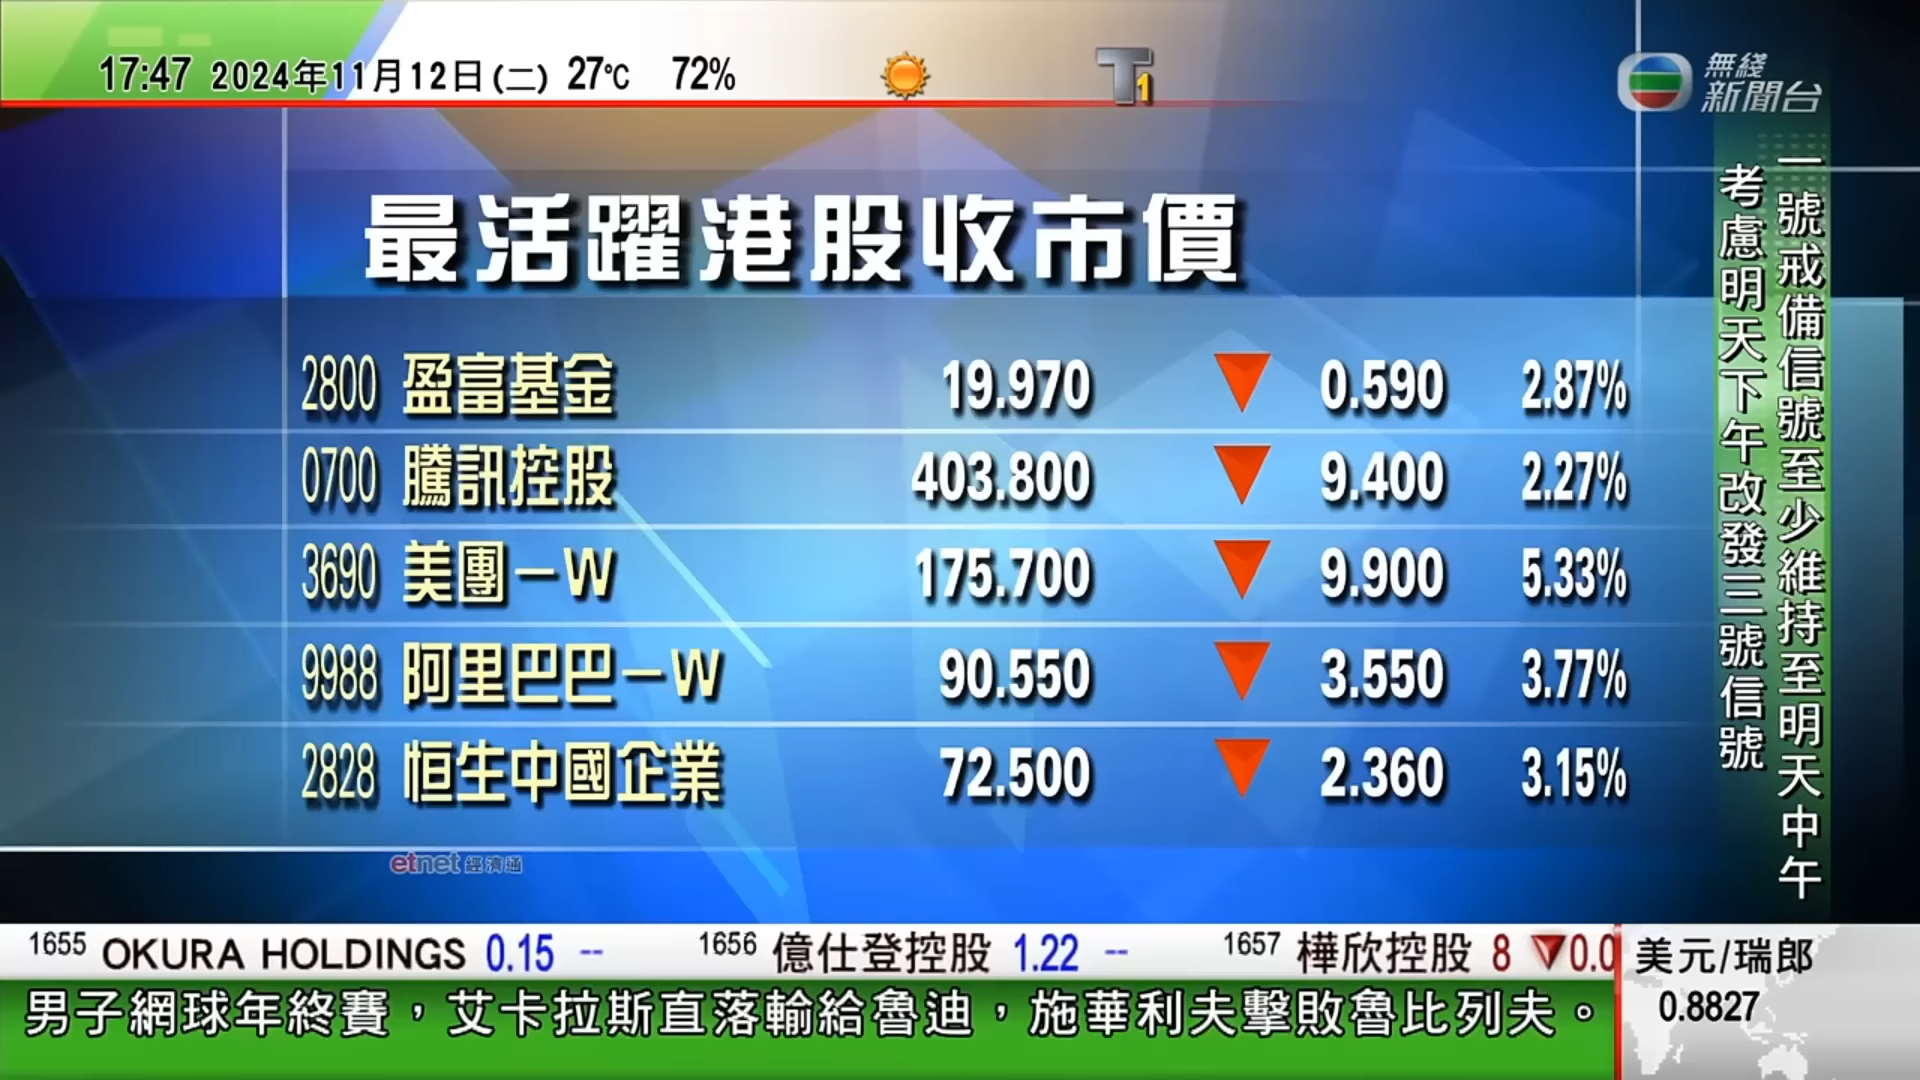 17:47 2024年11月12日(二) 27℃ 72%
T1
無綫
新聞台
一號戒備信號至少維持至明天中午
考慮明天下午改發三號信號
最活躍港股收市價
2800 盈富基金 19.970 ▼ 0.590 2.87%
0700 騰訊控股 403.800 ▼ 9.400 2.27%
3690 美團－W 175.700 ▼ 9.900 5.33%
9988 阿里巴巴－W 90.550 ▼ 3.550 3.77%
2828 恒生中國企業 72.500 ▼ 2.360 3.15%
etnet 經濟通
1655 OKURA HOLDINGS 0.15 -- 1656 億仕登控股 1.22 -- 1657 樺欣控股 8 ▼0.0
美元/瑞郎
0.8827
男子網球年終賽，艾卡拉斯直落輸給魯迪，施華利夫擊敗魯比列夫。